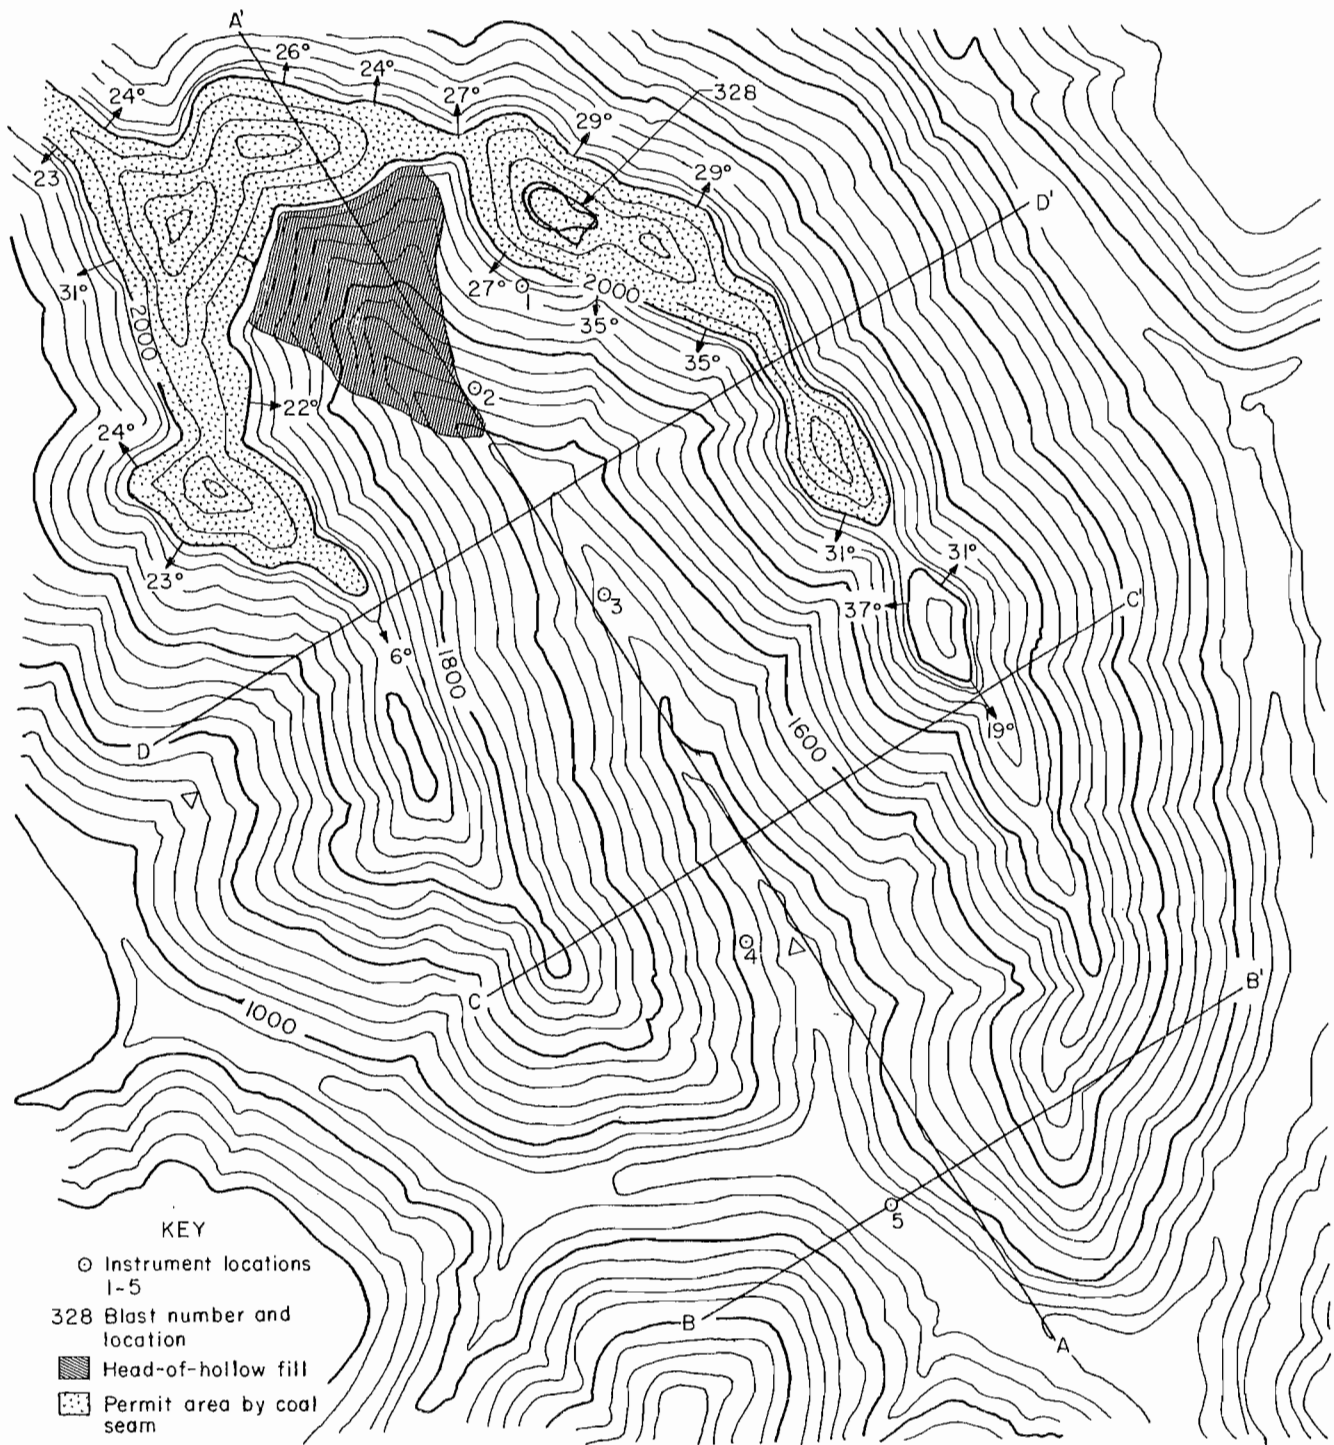 A'
26°
24°
24°
27°
328
29°
23
29°
D'
31°
27°
1
2000
35°
2000
35°
2
22°
24°
31°
31°
23°
3
37°
C'
6°
1800
19°
1600
D
4
B'
C
1000
5
KEY
Instrument locations
1-5
328 Blast number and
location
Head-of-hollow fill
Permit area by coal
seam
B
A